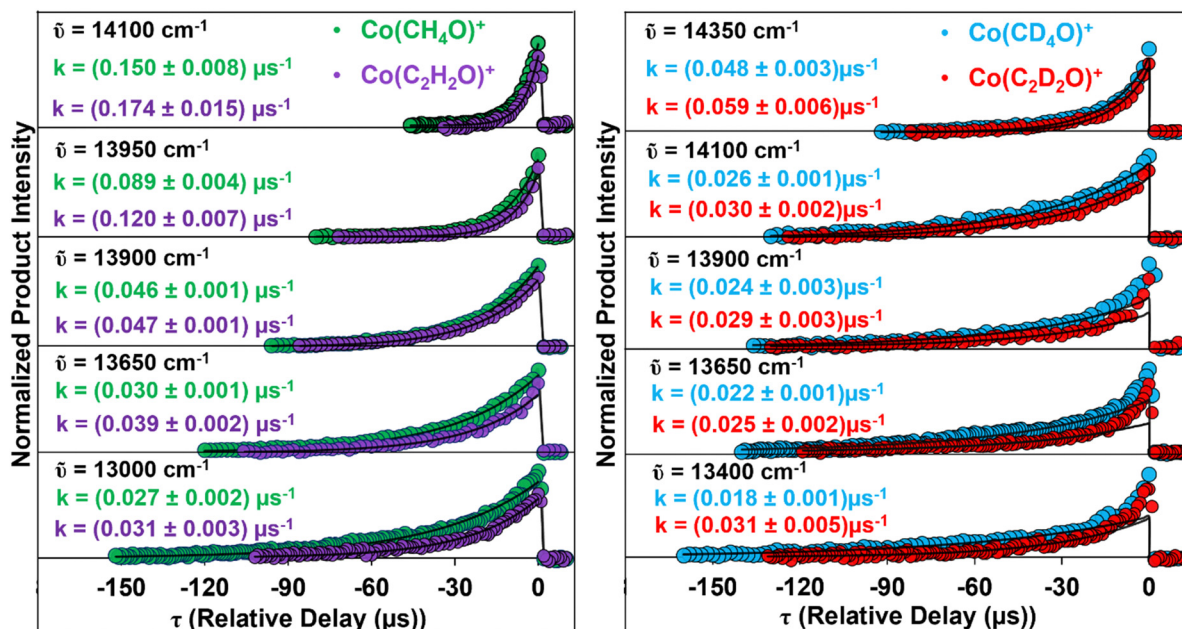 Normalized Product Intensity
ῡ = 14100 cm⁻¹
• Co(CH₄O)⁺
k = (0.150 ± 0.008) µs⁻¹
• Co(C₂H₂O)⁺
k = (0.174 ± 0.015) µs⁻¹
ῡ = 13950 cm⁻¹
k = (0.089 ± 0.004) µs⁻¹
k = (0.120 ± 0.007) µs⁻¹
ῡ = 13900 cm⁻¹
k = (0.046 ± 0.001) µs⁻¹
k = (0.047 ± 0.001) µs⁻¹
ῡ = 13650 cm⁻¹
k = (0.030 ± 0.001) µs⁻¹
k = (0.039 ± 0.002) µs⁻¹
ῡ = 13000 cm⁻¹
k = (0.027 ± 0.002) µs⁻¹
k = (0.031 ± 0.003) µs⁻¹
-150 -120 -90 -60 -30 0
τ (Relative Delay (µs))
Normalized Product Intensity
ῡ = 14350 cm⁻¹
• Co(CD₄O)⁺
k = (0.048 ± 0.003) µs⁻¹
• Co(C₂D₂O)⁺
k = (0.059 ± 0.006) µs⁻¹
ῡ = 14100 cm⁻¹
k = (0.026 ± 0.001)µs⁻¹
k = (0.030 ± 0.002)µs⁻¹
ῡ = 13900 cm⁻¹
k = (0.024 ± 0.003)µs⁻¹
k = (0.029 ± 0.003)µs⁻¹
ῡ = 13650 cm⁻¹
k = (0.022 ± 0.001)µs⁻¹
k = (0.025 ± 0.002)µs⁻¹
ῡ = 13400 cm⁻¹
k = (0.018 ± 0.001)µs⁻¹
k = (0.031 ± 0.005)µs⁻¹
-150 -120 -90 -60 -30 0
τ (Relative Delay (µs))